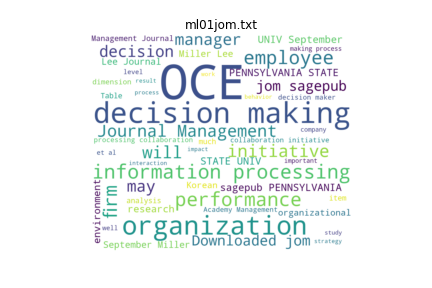 ml01jom.txt
Management Journal
manager
UNIV September
making process
decision
Miller Lee
employee
Lee Journal
dimension
result
level
process
Table
OCE
work
PENNSYLVANIA STATE
jom sagepub
behavior
decision maker
decision making
Journal Management
company
processing collaboration
much
collaboration initiative
et al
will
impact
initiative
interaction
STATE UNIV
important
information processing
environment
firm
may
Korean
sagepub PENNSYLVANIA
analysis
performance
item
research
Academy Management
organizational
well
organization
study
September Miller
Downloaded jom
strategy